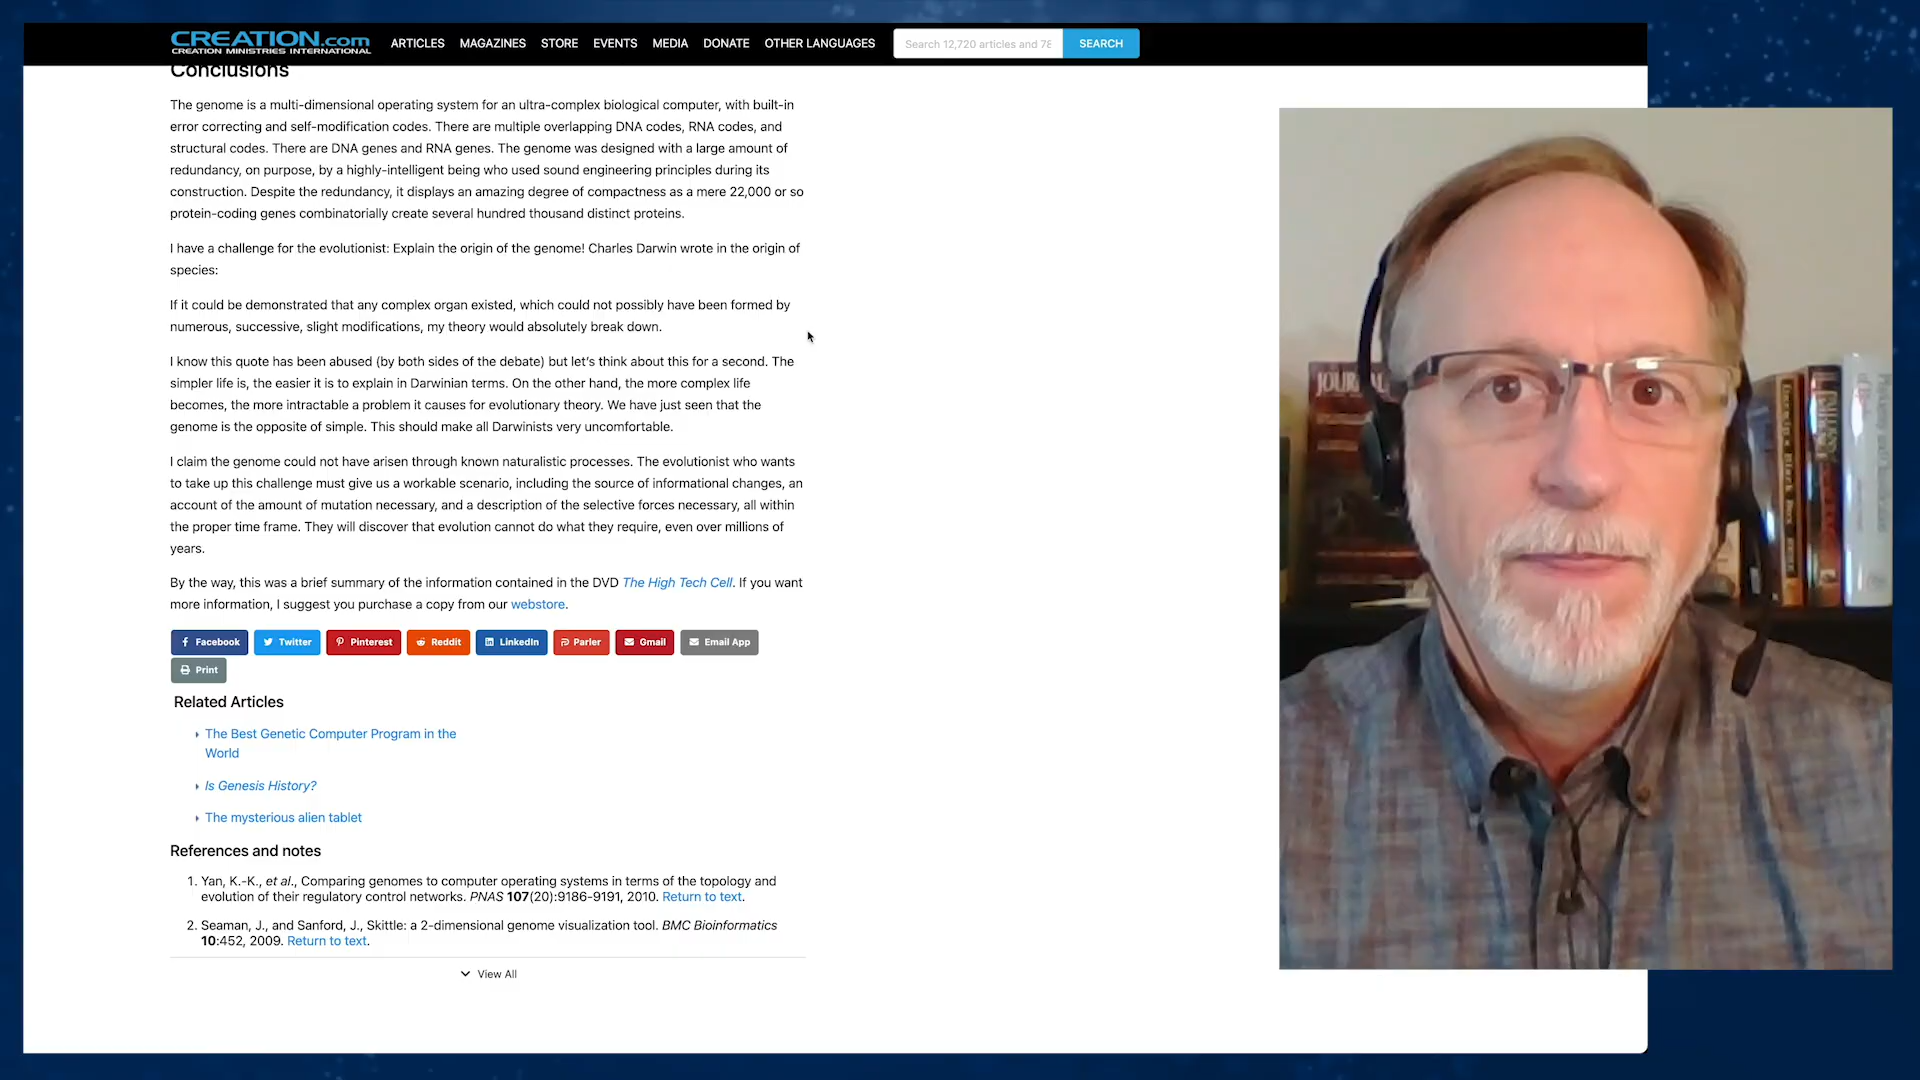 CREATION.com
CREATION MINISTRIES INTERNATIONAL
ARTICLES MAGAZINES STORE EVENTS MEDIA DONATE OTHER LANGUAGES
Search 12,720 articles and 78
SEARCH
Conclusions
The genome is a multi-dimensional operating system for an ultra-complex biological computer, with built-in
error correcting and self-modification codes. There are multiple overlapping DNA codes, RNA codes, and
structural codes. There are DNA genes and RNA genes. The genome was designed with a large amount of
redundancy, on purpose, by a highly-intelligent being who used sound engineering principles during its
construction. Despite the redundancy, it displays an amazing degree of compactness as a mere 22,000 or so
protein-coding genes combinatorially create several hundred thousand distinct proteins.
I have a challenge for the evolutionist: Explain the origin of the genome! Charles Darwin wrote in the origin of
species:
If it could be demonstrated that any complex organ existed, which could not possibly have been formed by
numerous, successive, slight modifications, my theory would absolutely break down.
I know this quote has been abused (by both sides of the debate) but let's think about this for a second. The
simpler life is, the easier it is to explain in Darwinian terms. On the other hand, the more complex life
becomes, the more intractable a problem it causes for evolutionary theory. We have just seen that the
genome is the opposite of simple. This should make all Darwinists very uncomfortable.
I claim the genome could not have arisen through known naturalistic processes. The evolutionist who wants
to take up this challenge must give us a workable scenario, including the source of informational changes, an
account of the amount of mutation necessary, and a description of the selective forces necessary, all within
the proper time frame. They will discover that evolution cannot do what they require, even over millions of
years.
By the way, this was a brief summary of the information contained in the DVD The High Tech Cell. If you want
more information, I suggest you purchase a copy from our webstore.
Facebook Twitter Pinterest Reddit LinkedIn Parler Gmail Email App
Print
Related Articles
The Best Genetic Computer Program in the
World
Is Genesis History?
The mysterious alien tablet
References and notes
1. Yan, K.-K., et al., Comparing genomes to computer operating systems in terms of the topology and
evolution of their regulatory control networks. PNAS 107(20):9186-9191, 2010. Return to text.
2. Seaman, J., and Sanford, J., Skittle: a 2-dimensional genome visualization tool. BMC Bioinformatics
10:452, 2009. Return to text.
View All
JOURNAL
Darwin's Black Box